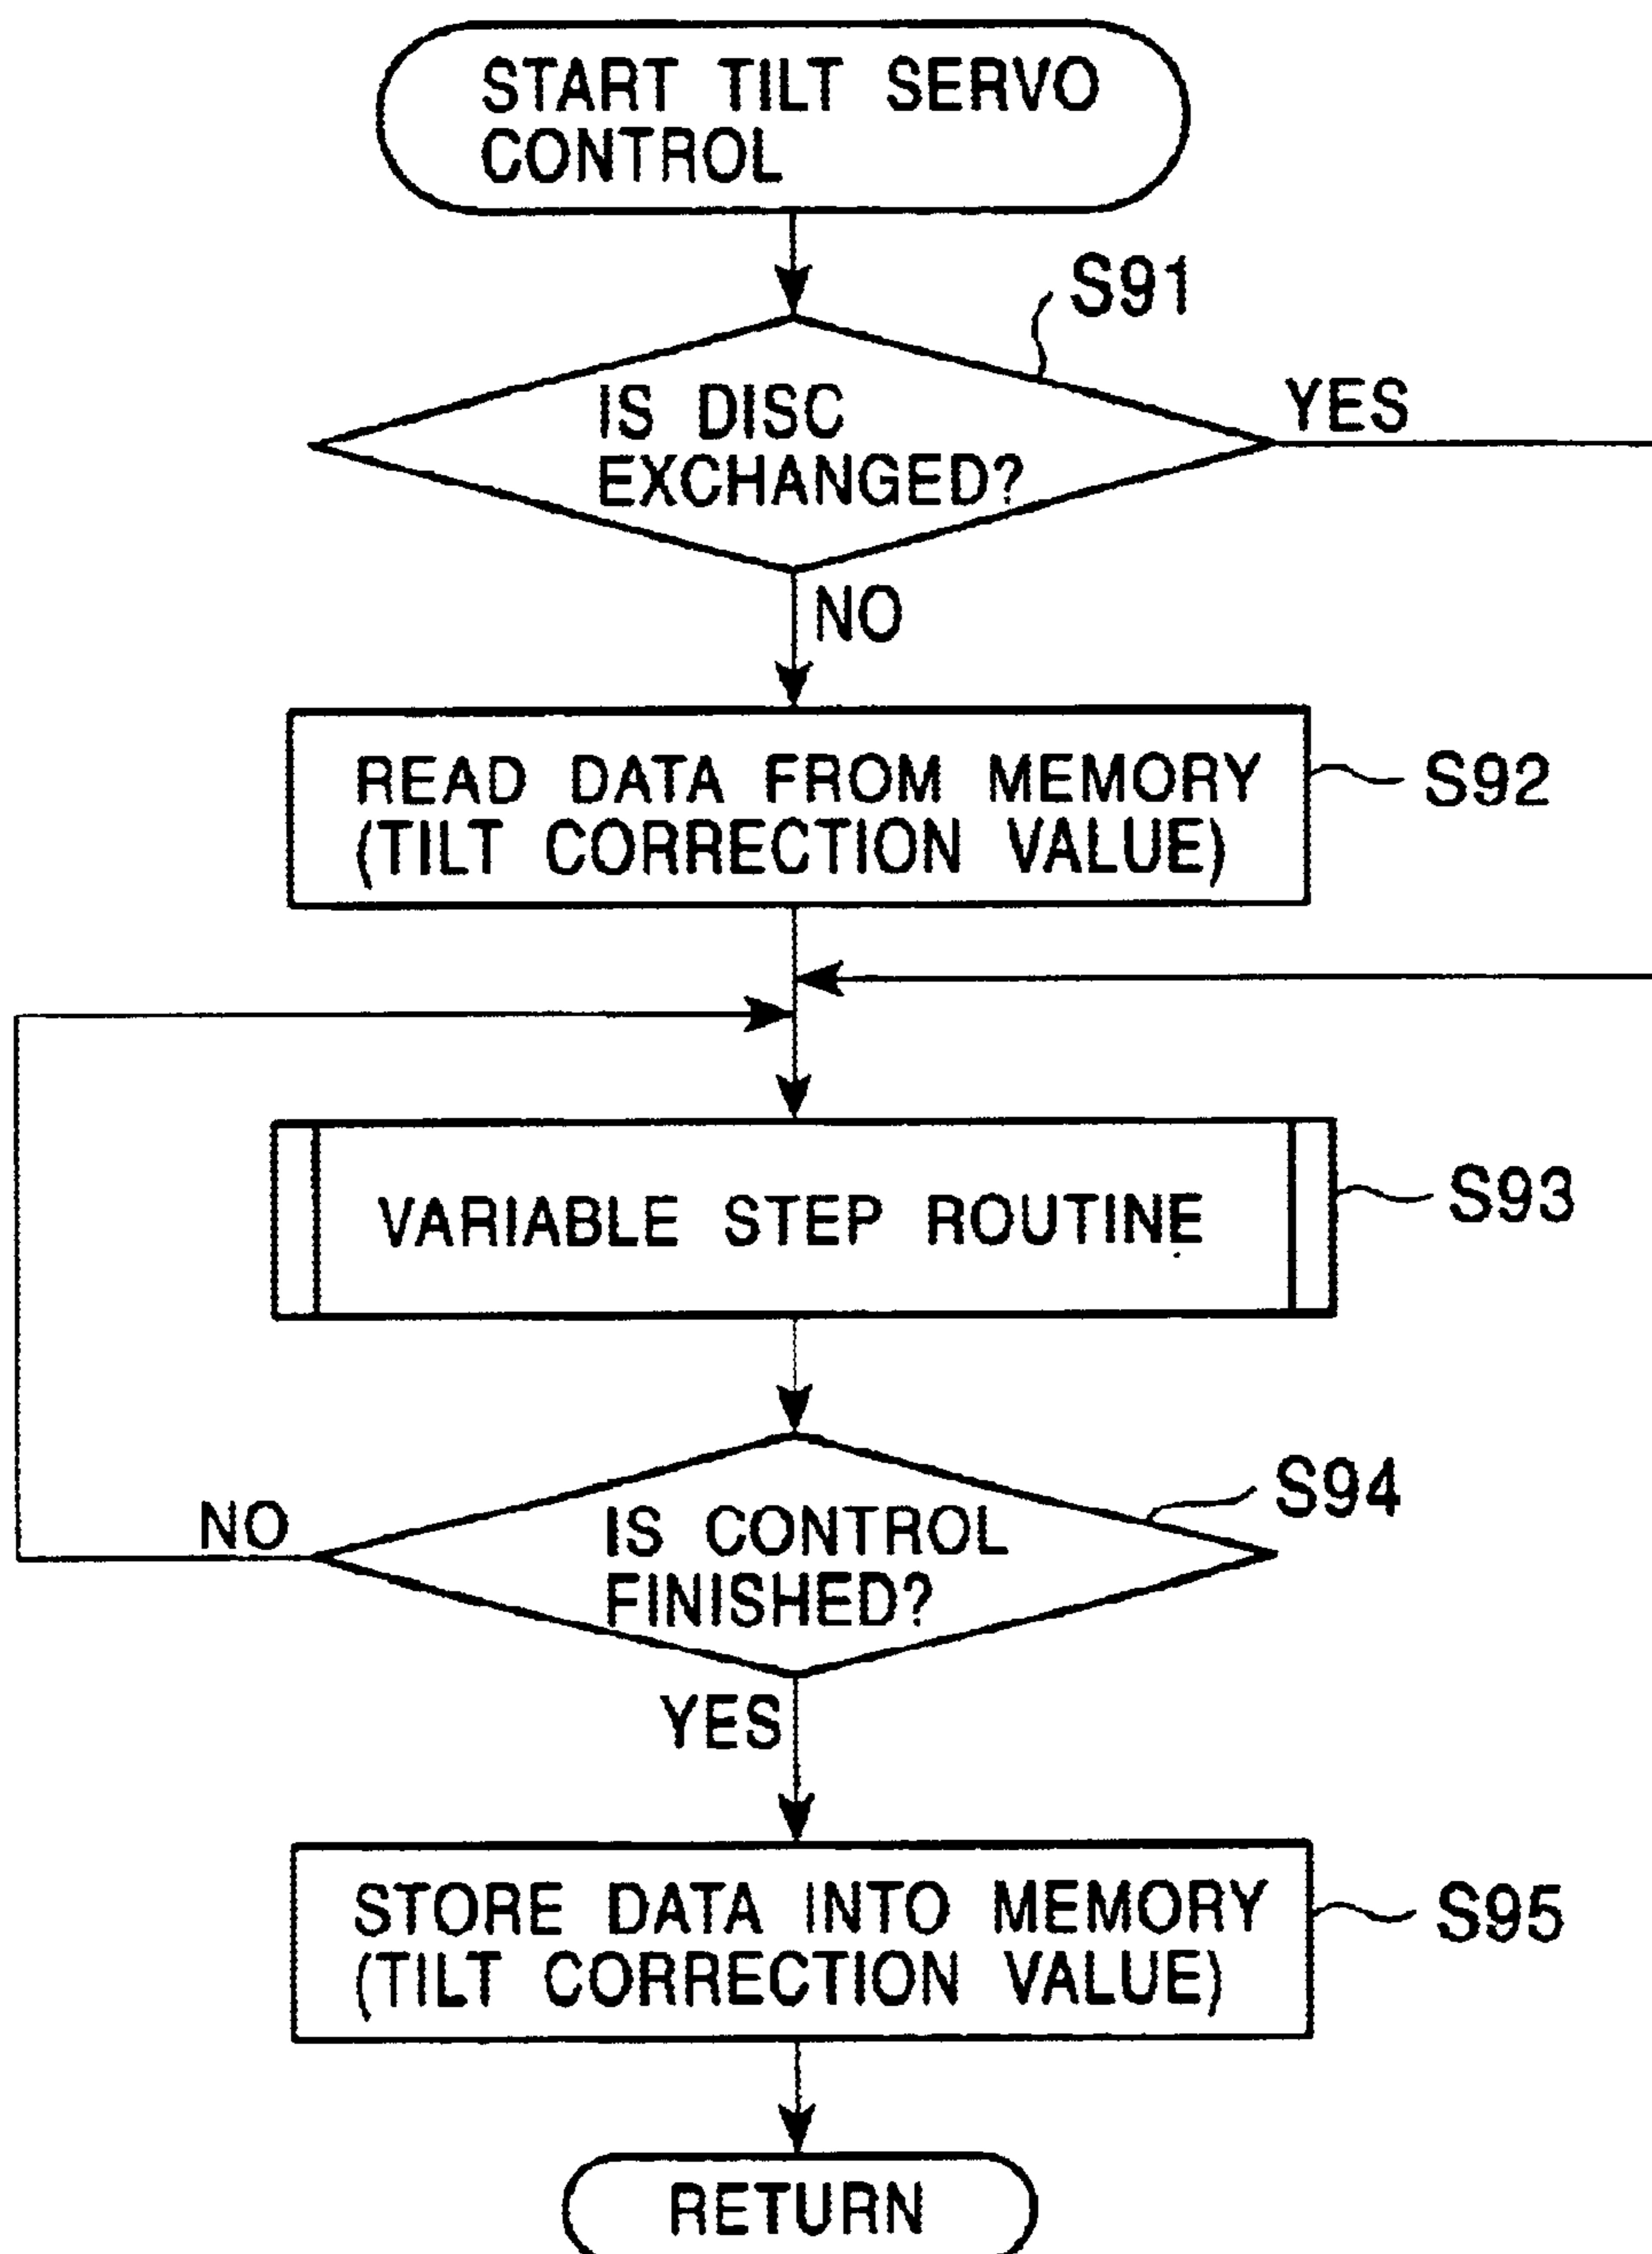 START TILT SERVO
CONTROL
S91
IS DISC
EXCHANGED?
YES
NO
READ DATA FROM MEMORY
(TILT CORRECTION VALUE)
S92
VARIABLE STEP ROUTINE
S93
S94
IS CONTROL
FINISHED?
NO
YES
STORE DATA INTO MEMORY
(TILT CORRECTION VALUE)
S95
RETURN